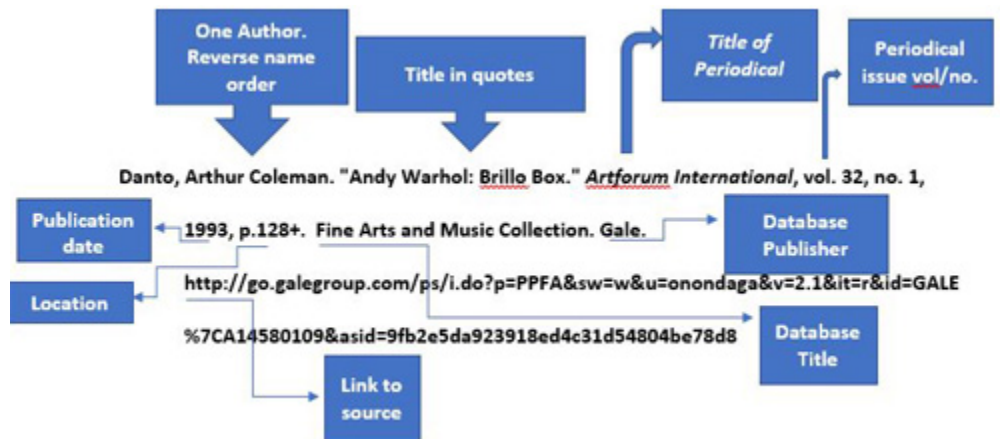 One Author.
Reverse name
order
Title in quotes
Title of
Periodical
Periodical
issue vol/no.
Danto, Arthur Coleman. "Andy Warhol: Brillo Box." Artforum International, vol. 32, no. 1,
Publication
date
1993, p.128+. Fine Arts and Music Collection. Gale.
Database
Publisher
Location
http://go.galegroup.com/ps/i.do?p=PPFA&sw=w&u=onondaga&v=2.1&it=r&id=GALE
%7CA14580109&asid=9fb2e5da923918ed4c31d54804be78d8
Database
Title
Link to
source